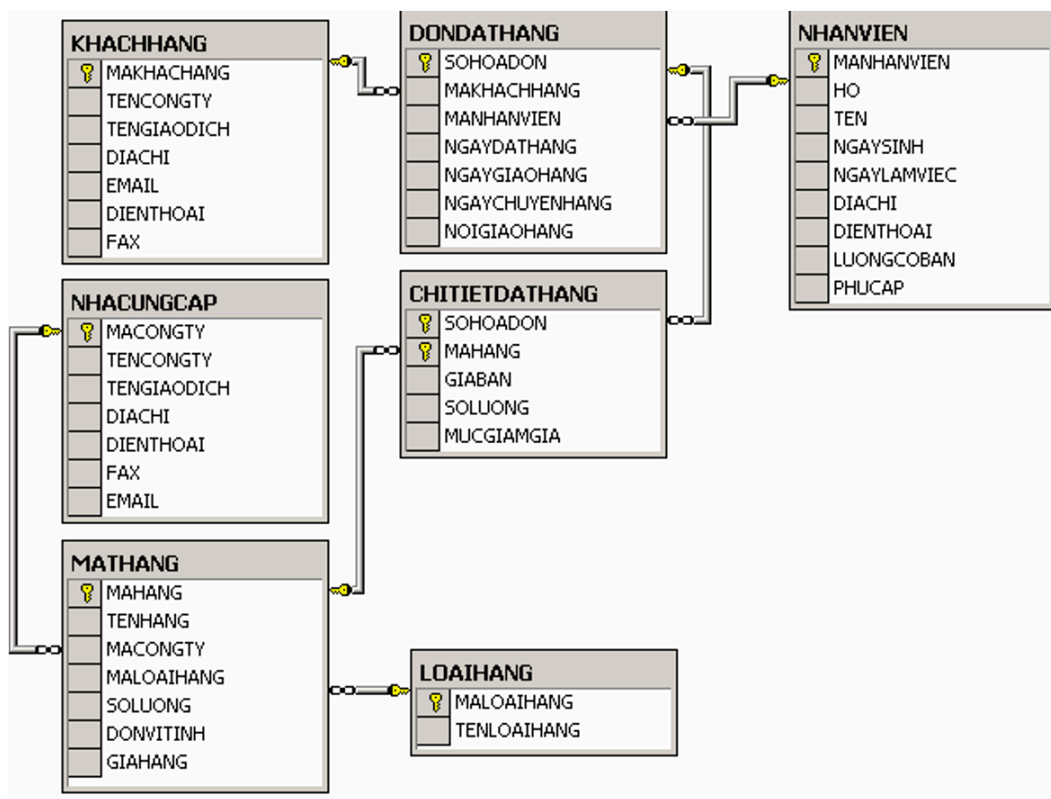 KHACHHANG
MAKHACHANG
TENCONGTY
TENGIAODICH
DIACHI
EMAIL
DIENTHOAI
FAX
DONDATHANG
SOHOADON
MAKHACHHANG
MANHANVIEN
NGAYDATHANG
NGAYGIAOHANG
NGAYCHUYENHANG
NOIGIAOHANG
NHANVIEN
MANHANVIEN
HO
TEN
NGAYSINH
NGAYLAMVIEC
DIACHI
DIENTHOAI
LUONGCOBAN
PHUCAP
NHACUNGCAP
MACONGTY
TENCONGTY
TENGIAODICH
DIACHI
DIENTHOAI
FAX
EMAIL
CHITIETDATHANG
SOHOADON
MAHANG
GIABAN
SOLUONG
MUCGIAMGIA
MATHANG
MAHANG
TENHANG
MACONGTY
MALOAIHANG
SOLUONG
DONVITINH
GIAHANG
LOAIHANG
MALOAIHANG
TENLOAIHANG